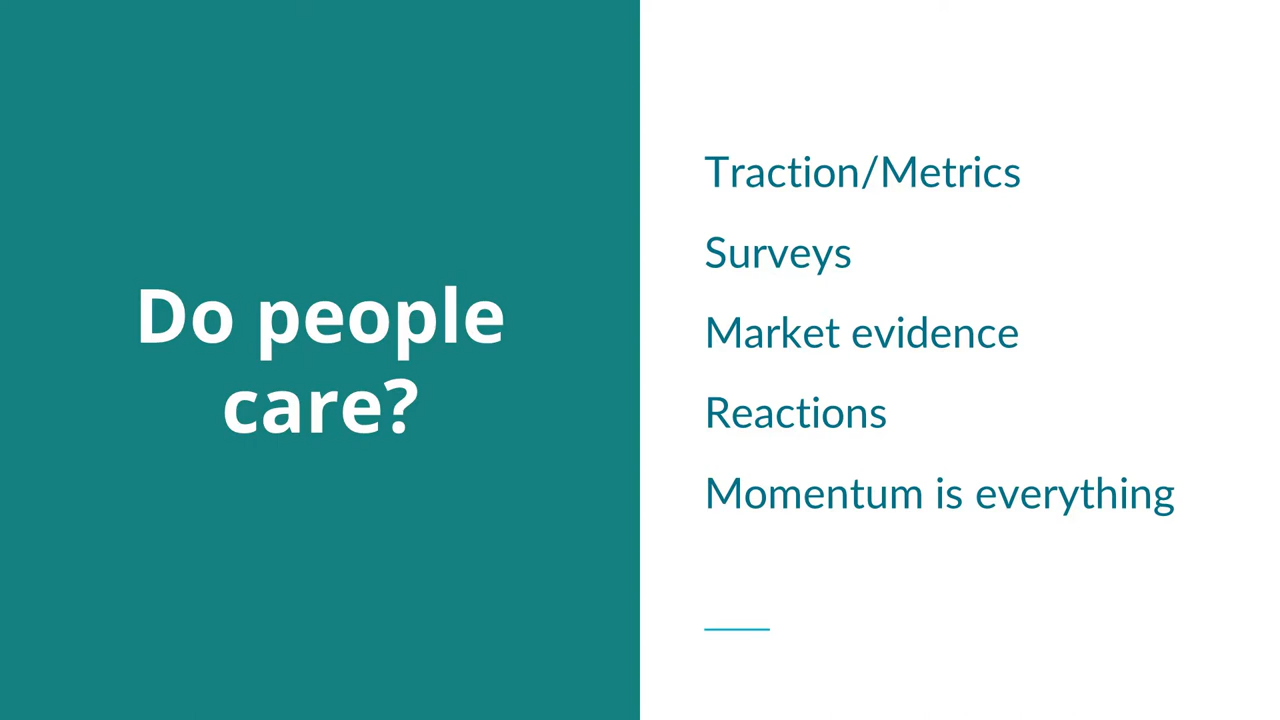 Do people
care?
Traction/Metrics
Surveys
Market evidence
Reactions
Momentum is everything